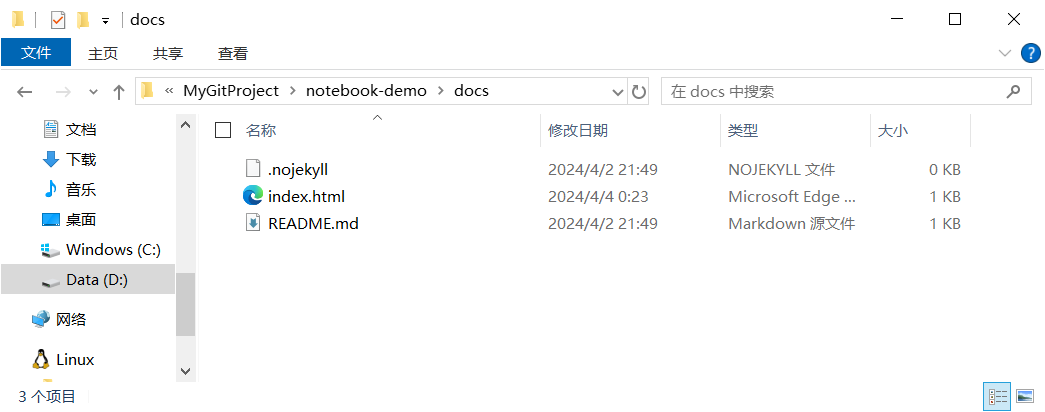 docs
文件 主页 共享 查看
« MyGitProject > notebook-demo > docs
在 docs 中搜索
文档
下载
音乐
桌面
Windows (C:)
Data (D:)
网络
Linux
名称 修改日期 类型 大小
.nojekyll 2024/4/2 21:49 NOJEKYLL 文件 0 KB
index.html 2024/4/4 0:23 Microsoft Edge ... 1 KB
README.md 2024/4/2 21:49 Markdown 源文件 1 KB
3 个项目